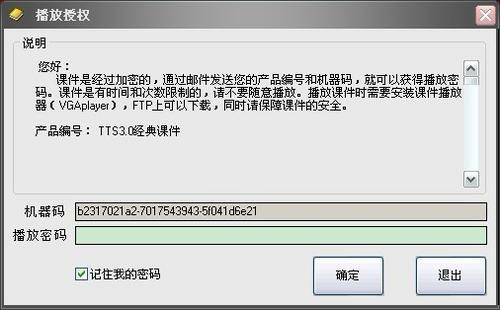 播放授权
说明
您好：
课件是经过加密的，通过邮件发送您的产品编号和机器码，就可以获得播放密
码。课件是有时间和次数限制的，请不要随意播放。播放课件时需要安装课件播放
器（VGAplayer），FTP上可以下载，同时请保障课件的安全。
产品编号： TTS3.0经典课件
机器码 b2317021a2-7017543943-5f041d6e21
播放密码
记住我的密码 确定 退出